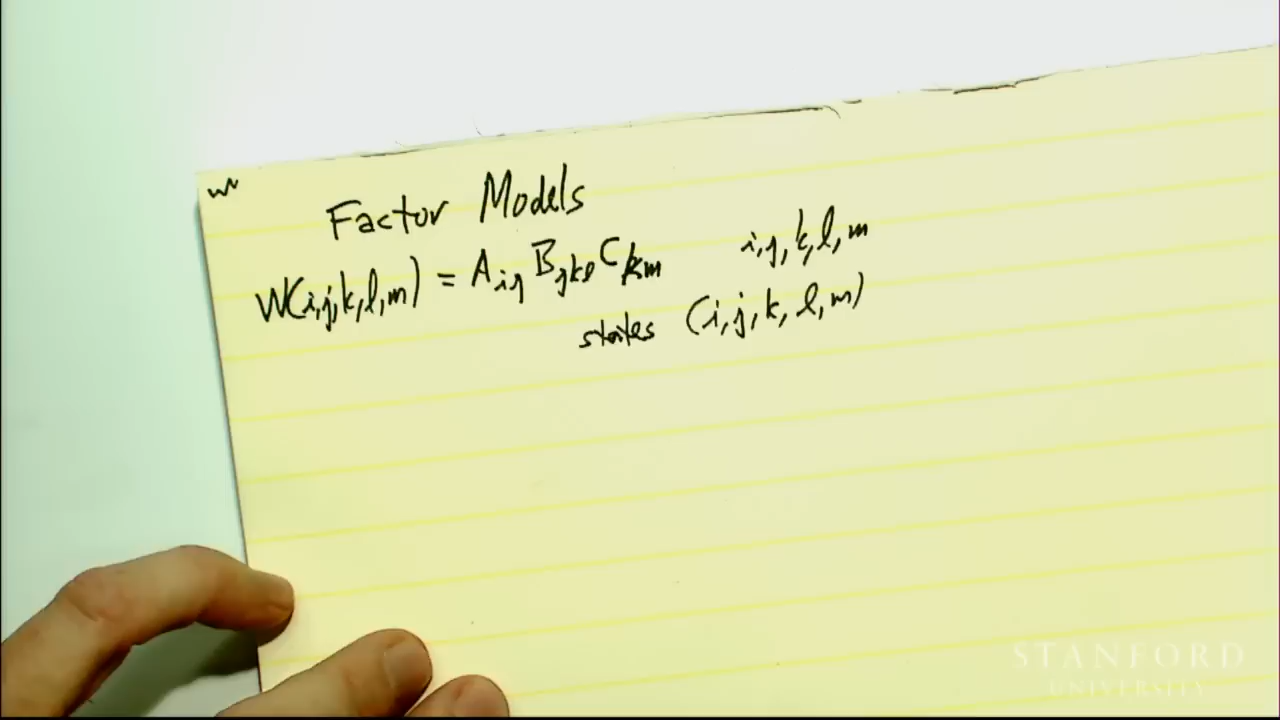 Factor Models
W(i,j,k,l,m) = A_ij B_jkl C_km i,j,k,l,m
states (i,j,k,l,m)
STANFORD
UNIVERSITY